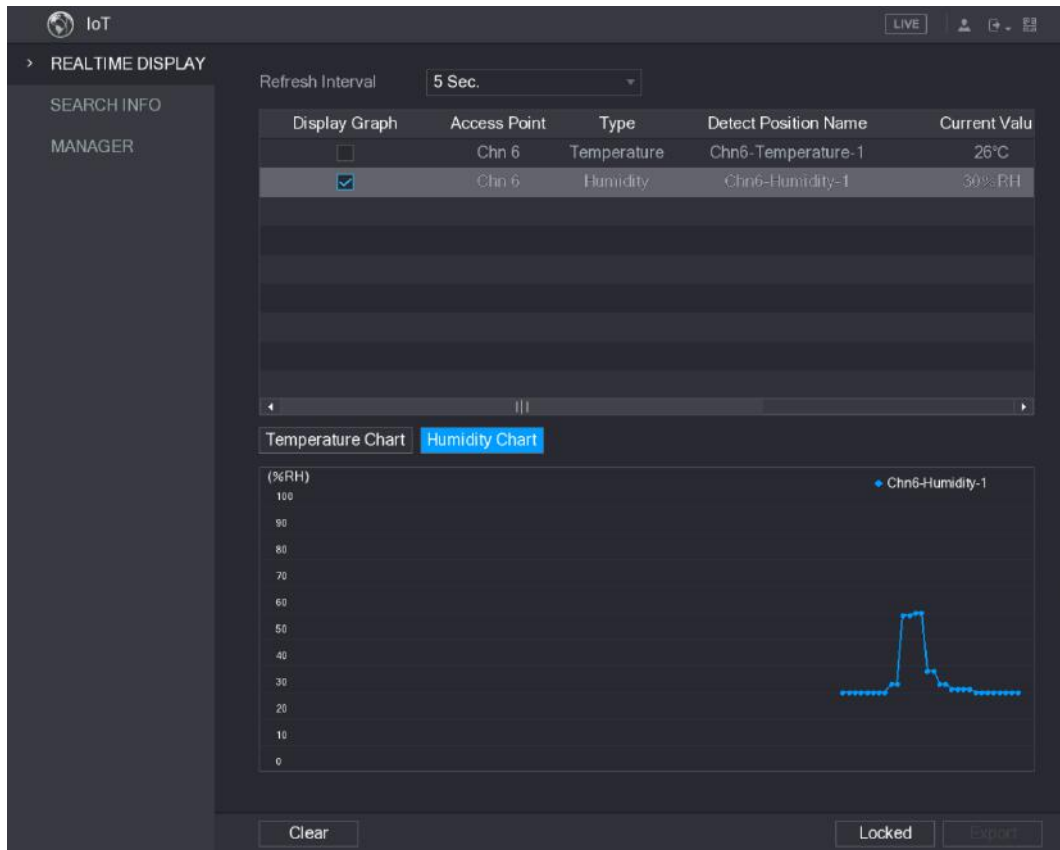 IoT
LIVE
REALTIME DISPLAY
SEARCH INFO
MANAGER
Refresh Interval 5 Sec.
Display Graph Access Point Type Detect Position Name Current Valu
Chn 6 Temperature Chn6-Temperature-1 26°C
Chn 6 Humidity Chn6-Humidity-1 30%RH
Temperature Chart Humidity Chart
(%RH)
Chn6-Humidity-1
100
90
80
70
60
50
40
30
20
10
0
Clear Locked Export